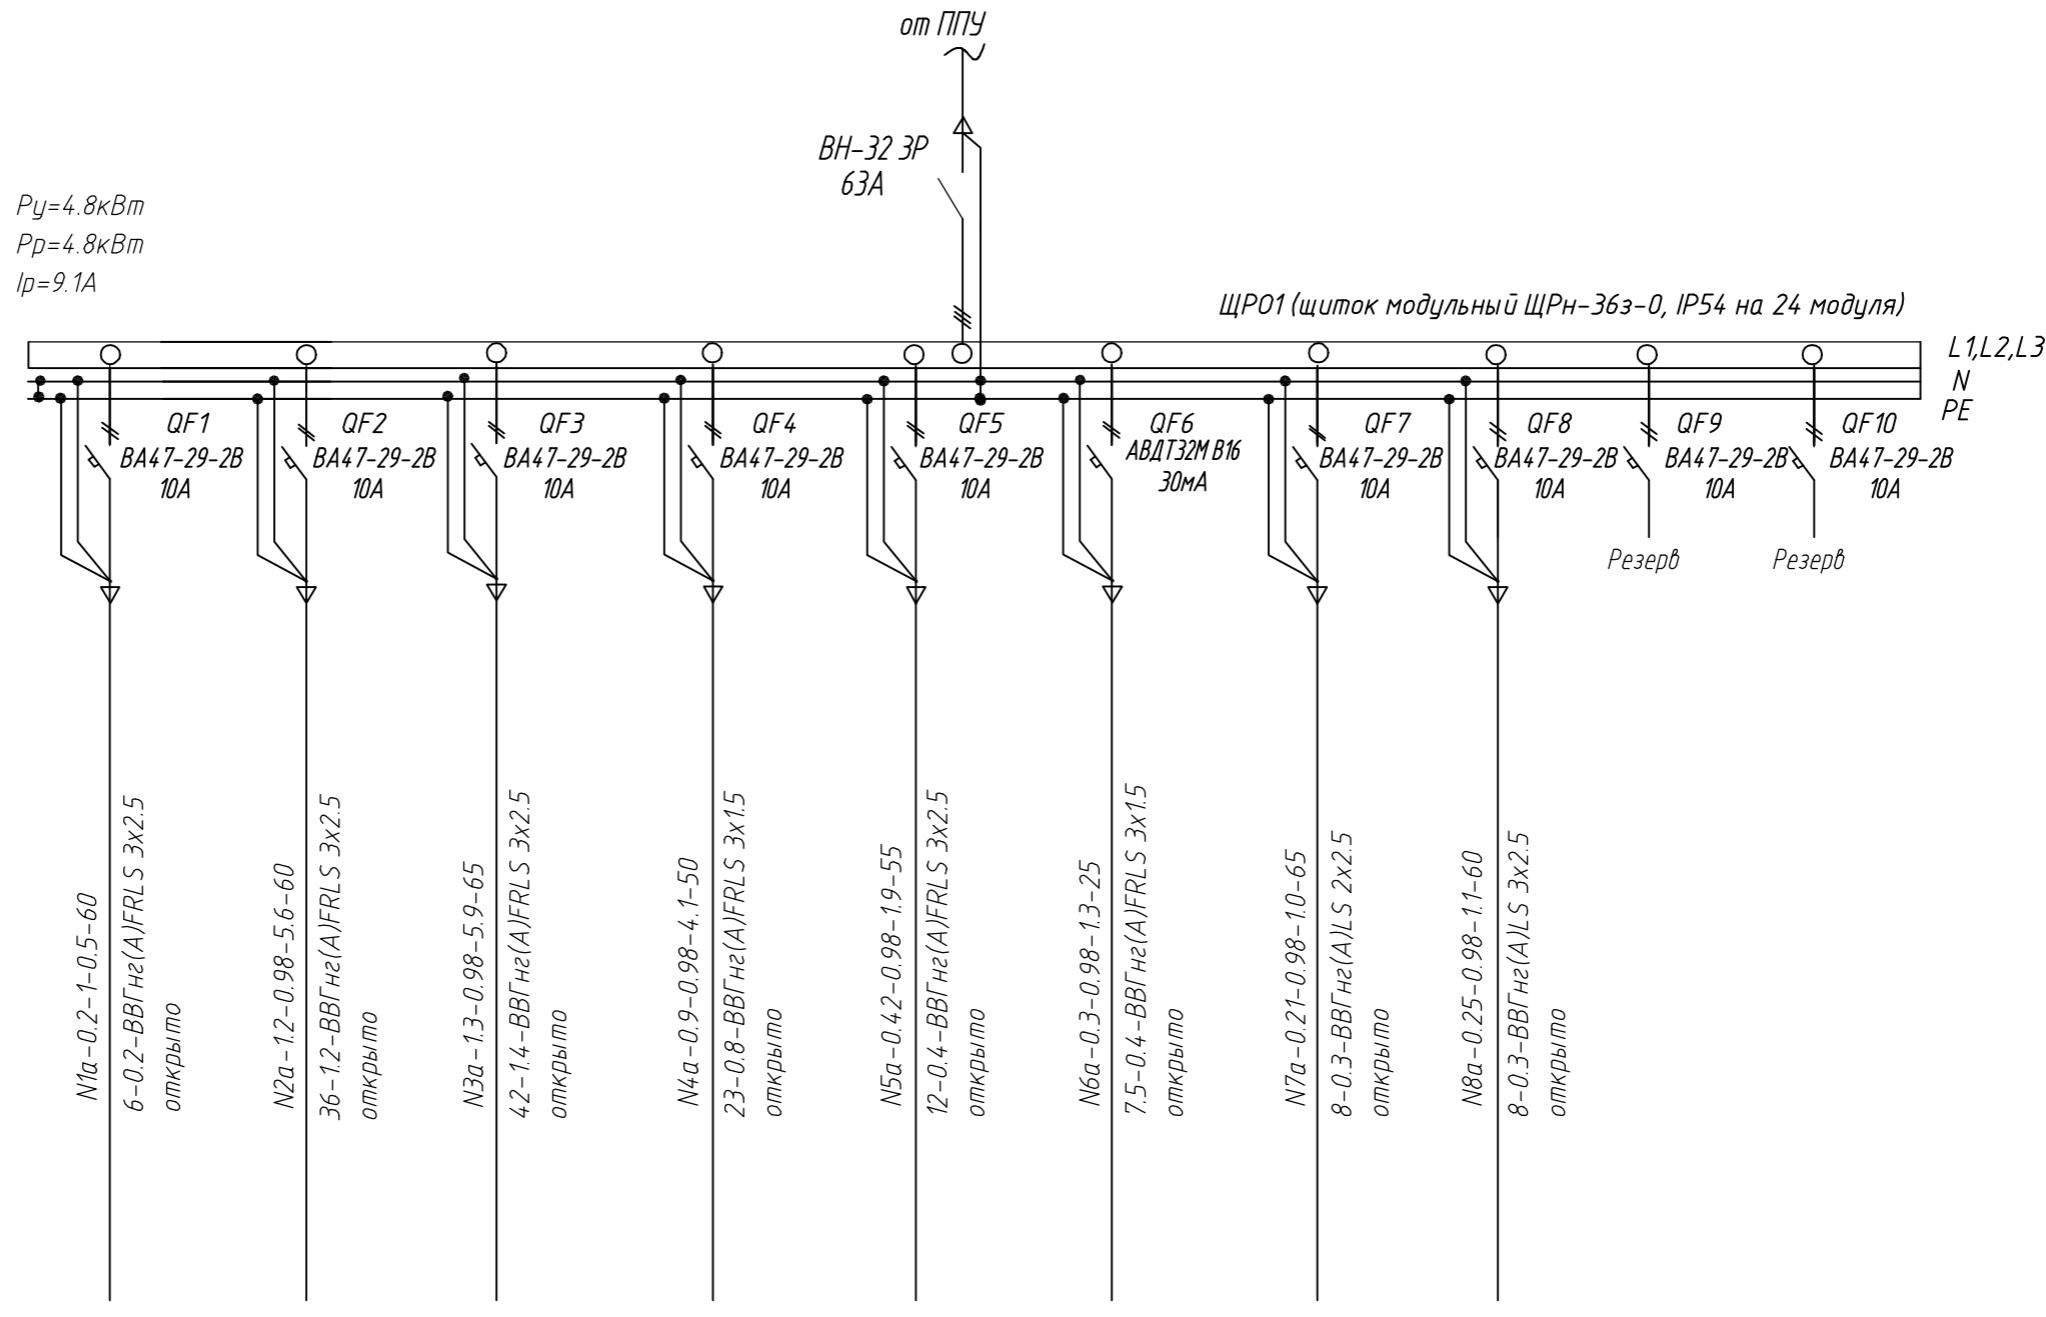 от ППУ
ВН-32 3Р
63А
Ру=4.8кВт
Рр=4.8кВт
Iр=9.1А
ЩРО1 (щиток модульный ЩРн-36з-0, IP54 на 24 модуля)
L1,L2,L3
N
PE
QF1
ВА47-29-2В
10А
QF2
ВА47-29-2В
10А
QF3
ВА47-29-2В
10А
QF4
ВА47-29-2В
10А
QF5
ВА47-29-2В
10А
QF6
АВДТ32М В16
30мА
QF7
ВА47-29-2В
10А
QF8
ВА47-29-2В
10А
QF9
ВА47-29-2В
10А
Резерв
QF10
ВА47-29-2В
10А
Резерв
N1а-0.2-1-0.5-60
6-0.2-ВВГнг(А)FRLS 3х2.5
открыто
N2а-1.2-0.98-5.6-60
36-1.2-ВВГнг(А)FRLS 3х2.5
открыто
N3а-1.3-0.98-5.9-65
42-1.4-ВВГнг(А)FRLS 3х2.5
открыто
N4а-0.9-0.98-4.1-50
23-0.8-ВВГнг(А)FRLS 3х1.5
открыто
N5а-0.42-0.98-1.9-55
12-0.4-ВВГнг(А)FRLS 3х2.5
открыто
N6а-0.3-0.98-1.3-25
7.5-0.4-ВВГнг(А)FRLS 3х1.5
открыто
N7а-0.21-0.98-1.0-65
8-0.3-ВВГнг(А)LS 2х2.5
открыто
N8а-0.25-0.98-1.1-60
8-0.3-ВВГнг(А)LS 3х2.5
открыто